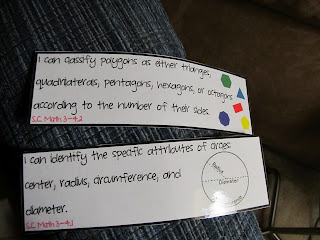 I can classify polygons as either triangles,
quadrilaterals, pentagons, hexagons, or octagons
according to the number of their sides.
S.C. Math 3-4.2
I can identify the specific attributes of circles:
center, radius, circumference, and
diameter.
S.C. Math 3-4.1
Radius
Diameter